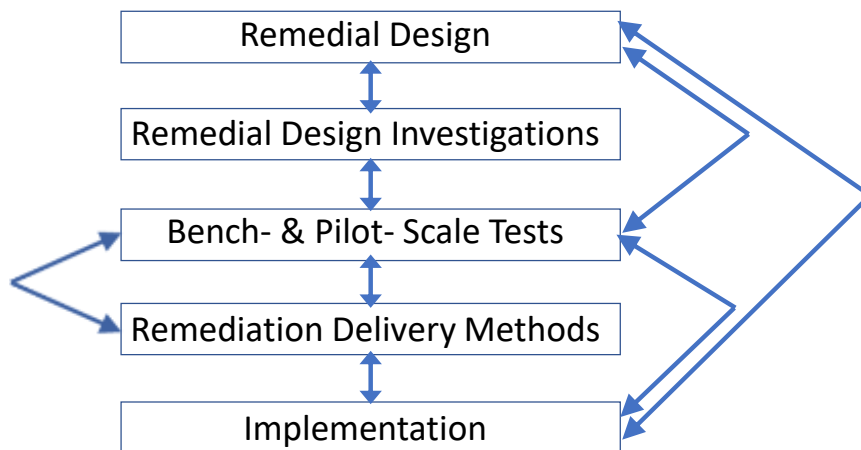 Remedial Design
Remedial Design Investigations
Bench- & Pilot- Scale Tests
Remediation Delivery Methods
Implementation